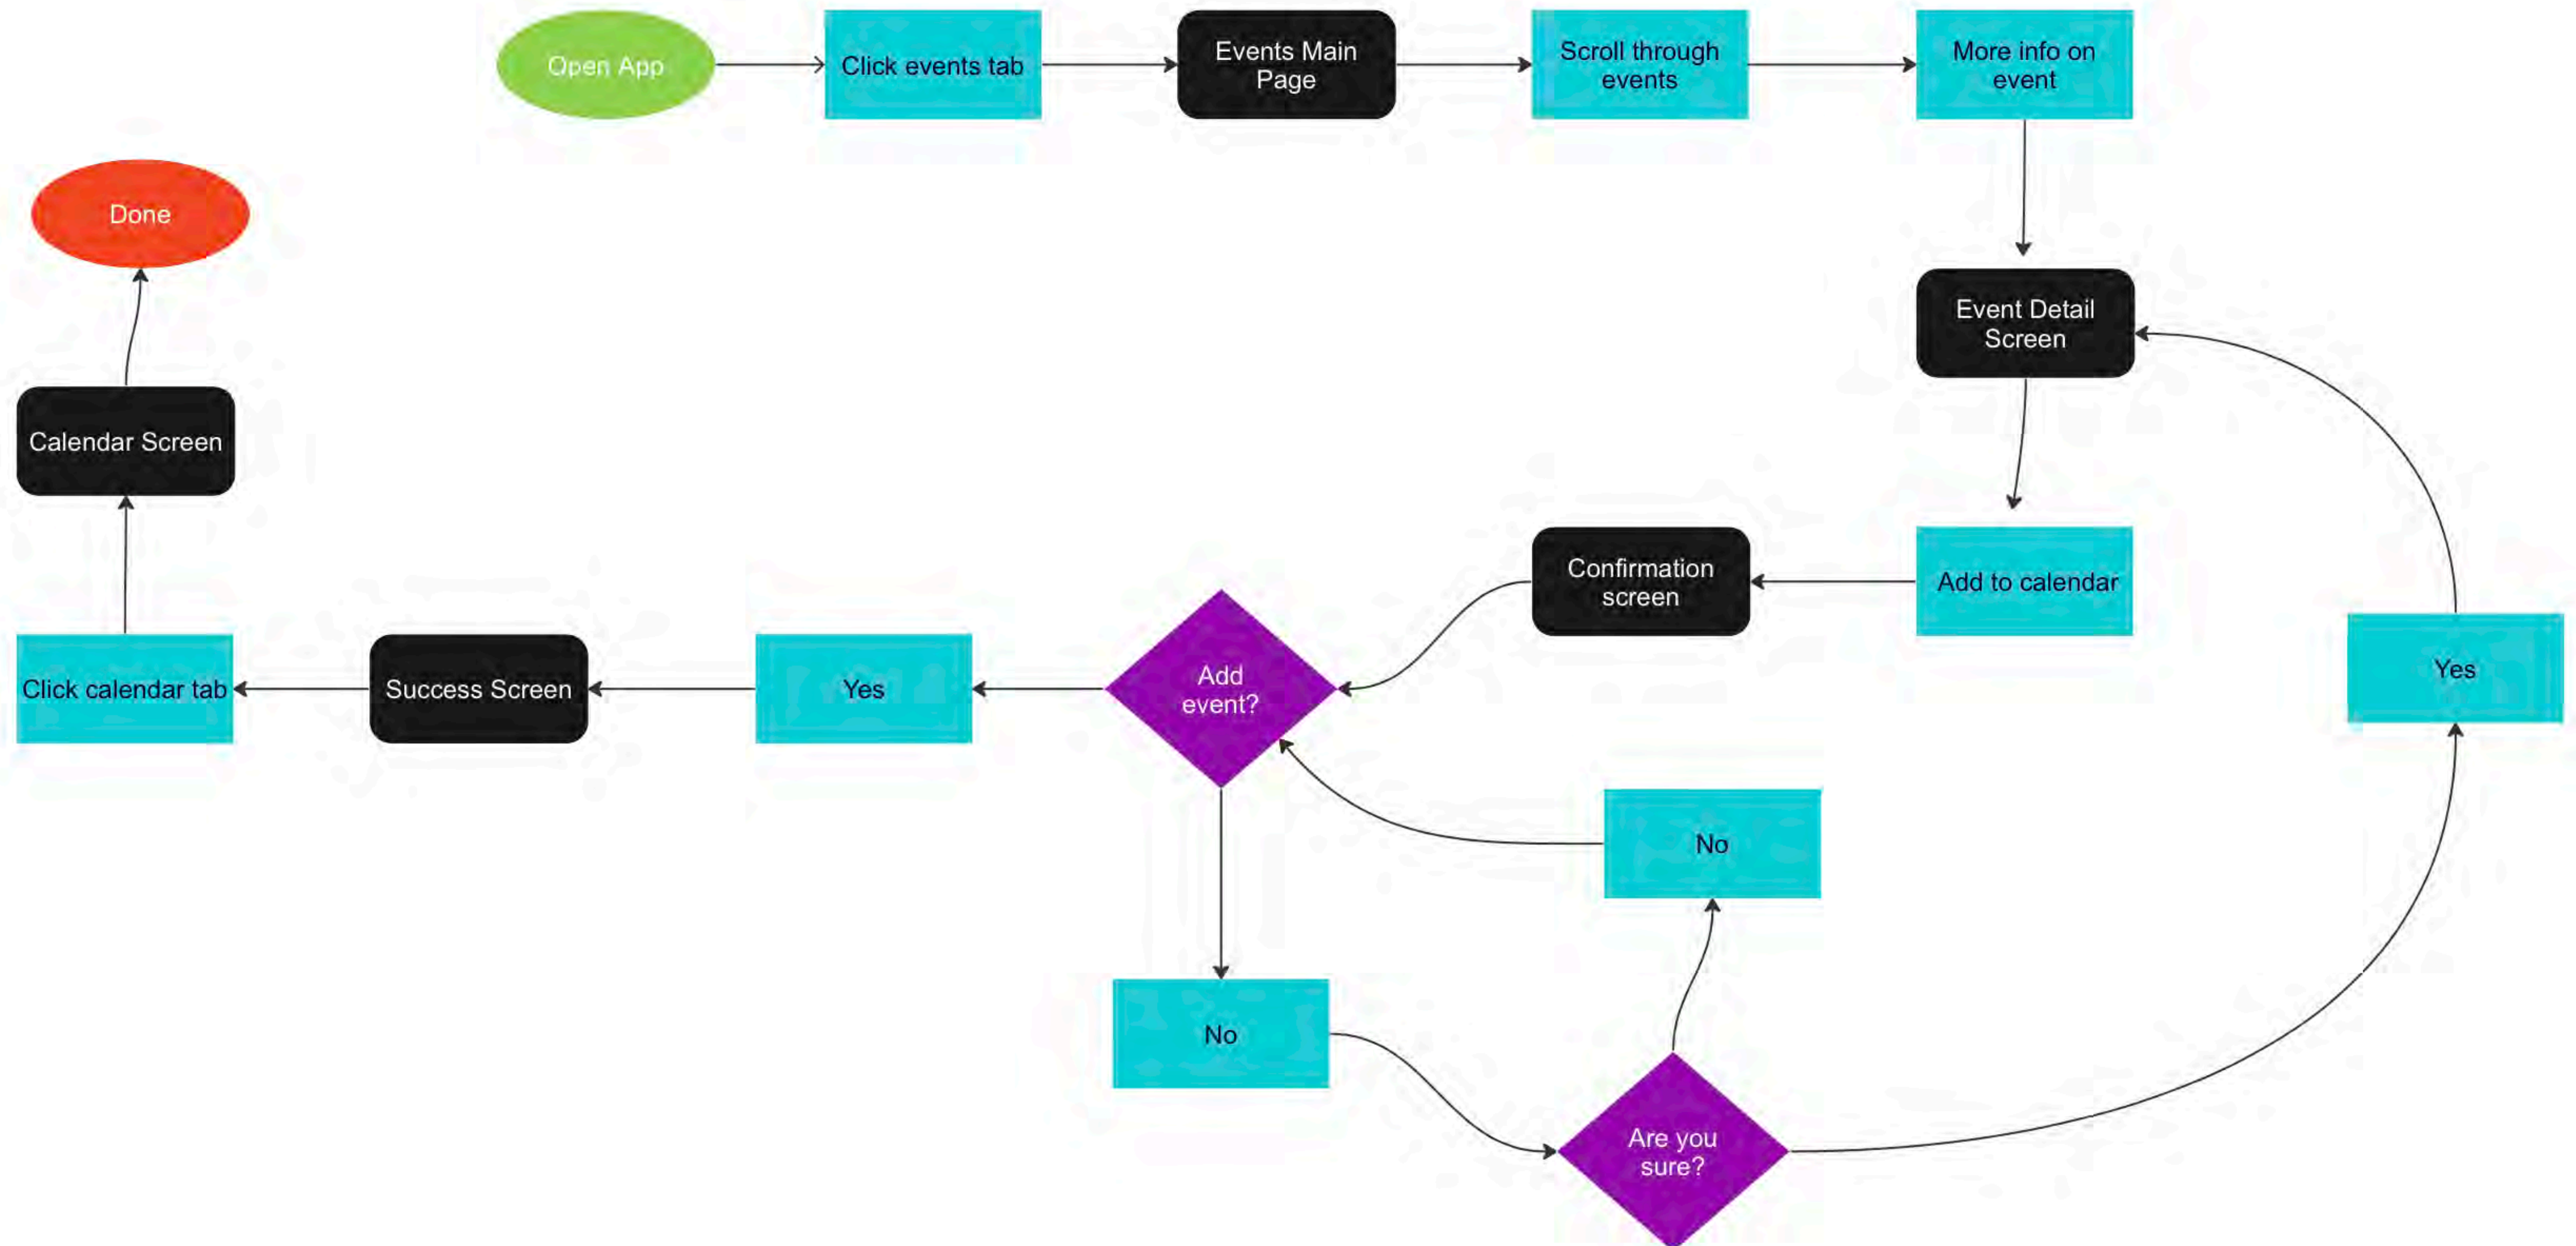 Open App
Click events tab
Events Main
Page
Scroll through
events
More info on
event
Done
Event Detail
Screen
Calendar Screen
Confirmation
screen
Add to calendar
Click calendar tab
Success Screen
Yes
Add
event?
Yes
No
No
Are you
sure?